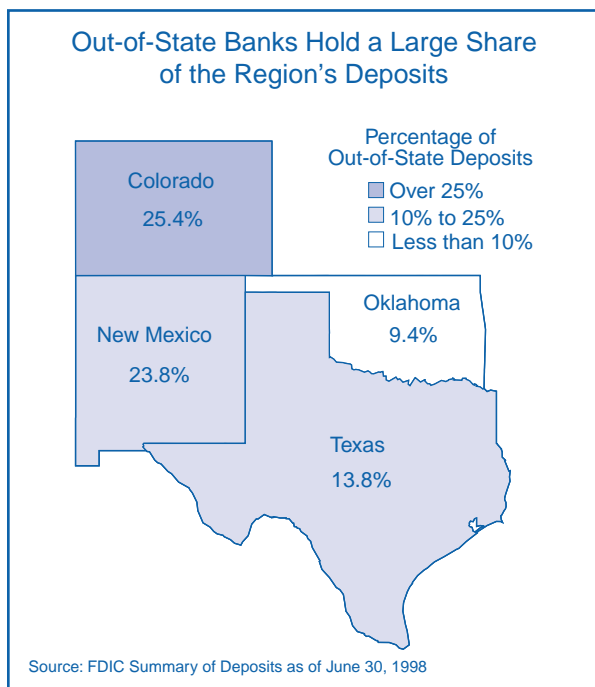 Out-of-State Banks Hold a Large Share
of the Region's Deposits
Percentage of
Out-of-State Deposits
Over 25%
10% to 25%
Less than 10%
Colorado
25.4%
Oklahoma
9.4%
New Mexico
23.8%
Texas
13.8%
Source: FDIC Summary of Deposits as of June 30, 1998